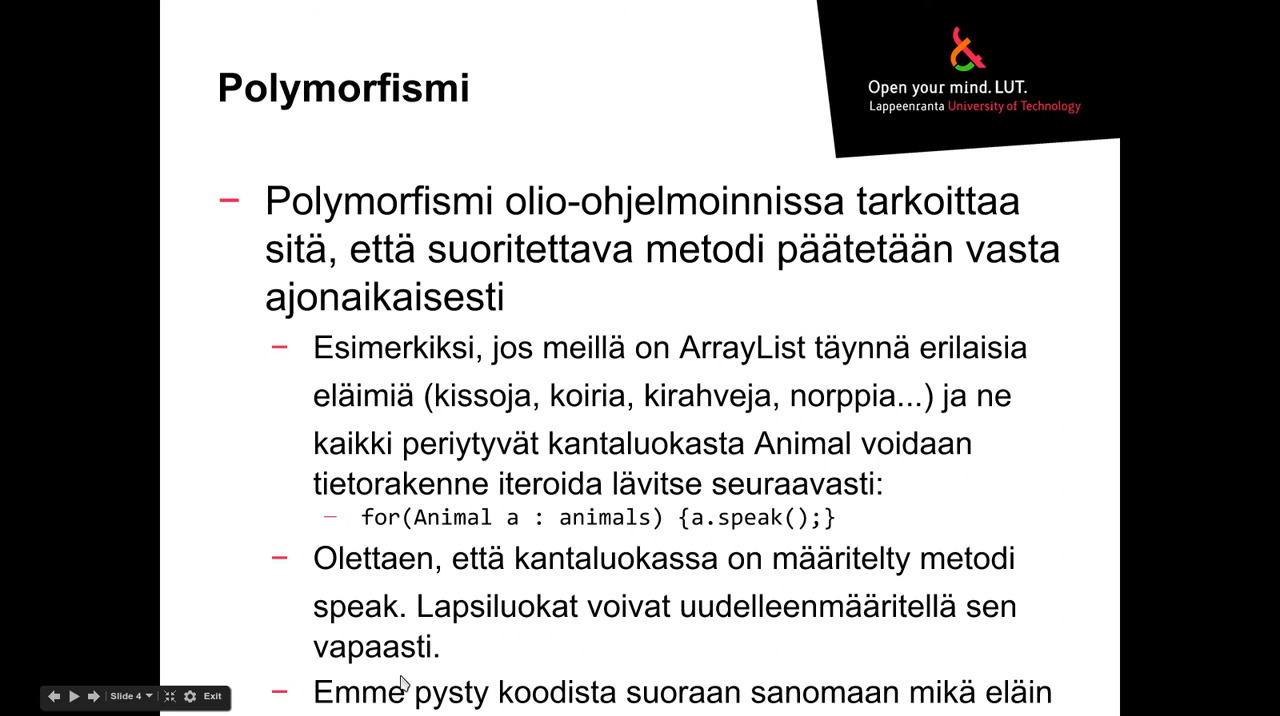 Polymorfismi
Open your mind. LUT.
Lappeenranta University of Technology
– Polymorfismi olio-ohjelmoinnissa tarkoittaa
sitä, että suoritettava metodi päätetään vasta
ajonaikaisesti
– Esimerkiksi, jos meillä on ArrayList täynnä erilaisia
eläimiä (kissoja, koiria, kirahveja, norppia...) ja ne
kaikki periytyvät kantaluokasta Animal voidaan
tietorakenne iteroida lävitse seuraavasti:
– for(Animal a : animals) {a.speak();}
– Olettaen, että kantaluokassa on määritelty metodi
speak. Lapsiluokat voivat uudelleenmääritellä sen
vapaasti.
– Emme pysty koodista suoraan sanomaan mikä eläin
Slide 4 Exit